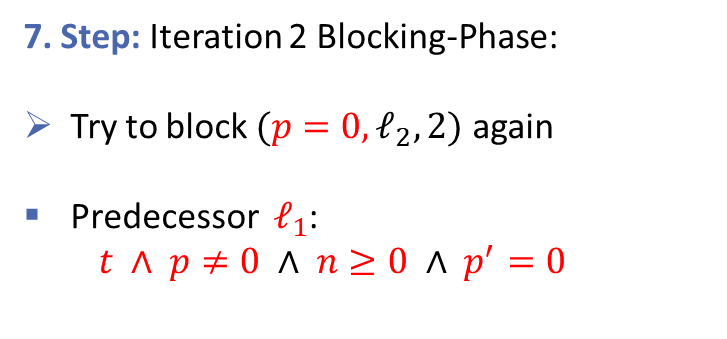 7. Step: Iteration 2 Blocking-Phase:
➢ Try to block (p = 0, ℓ₂, 2) again
▪ Predecessor ℓ₁:
t ∧ p ≠ 0 ∧ n ≥ 0 ∧ p′ = 0